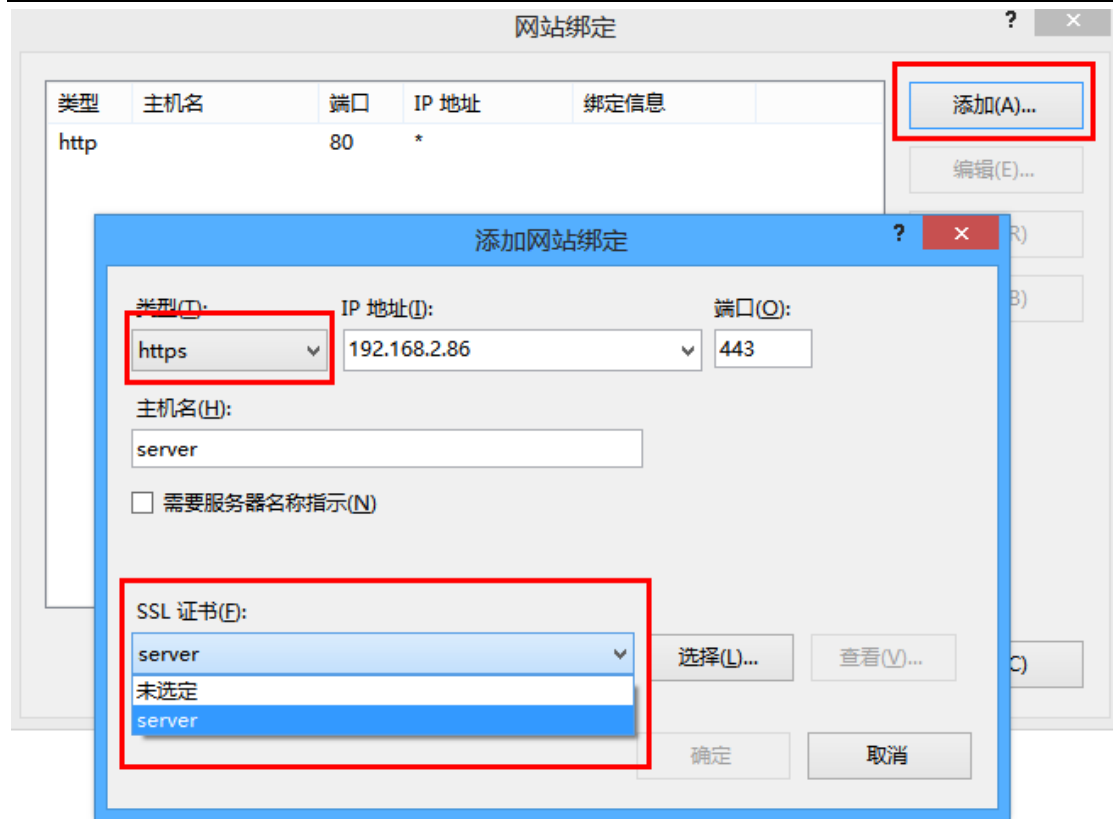 网站绑定
?
类型 主机名 端口 IP 地址 绑定信息
http 80 *
添加(A)...
编辑(E)...
R)
B)
添加网站绑定
?
类型(T): IP 地址(I): 端口(O):
https 192.168.2.86 443
主机名(H):
server
需要服务器名称指示(N)
SSL 证书(F):
server 选择(L)... 查看(V)...
未选定
server
C)
确定 取消